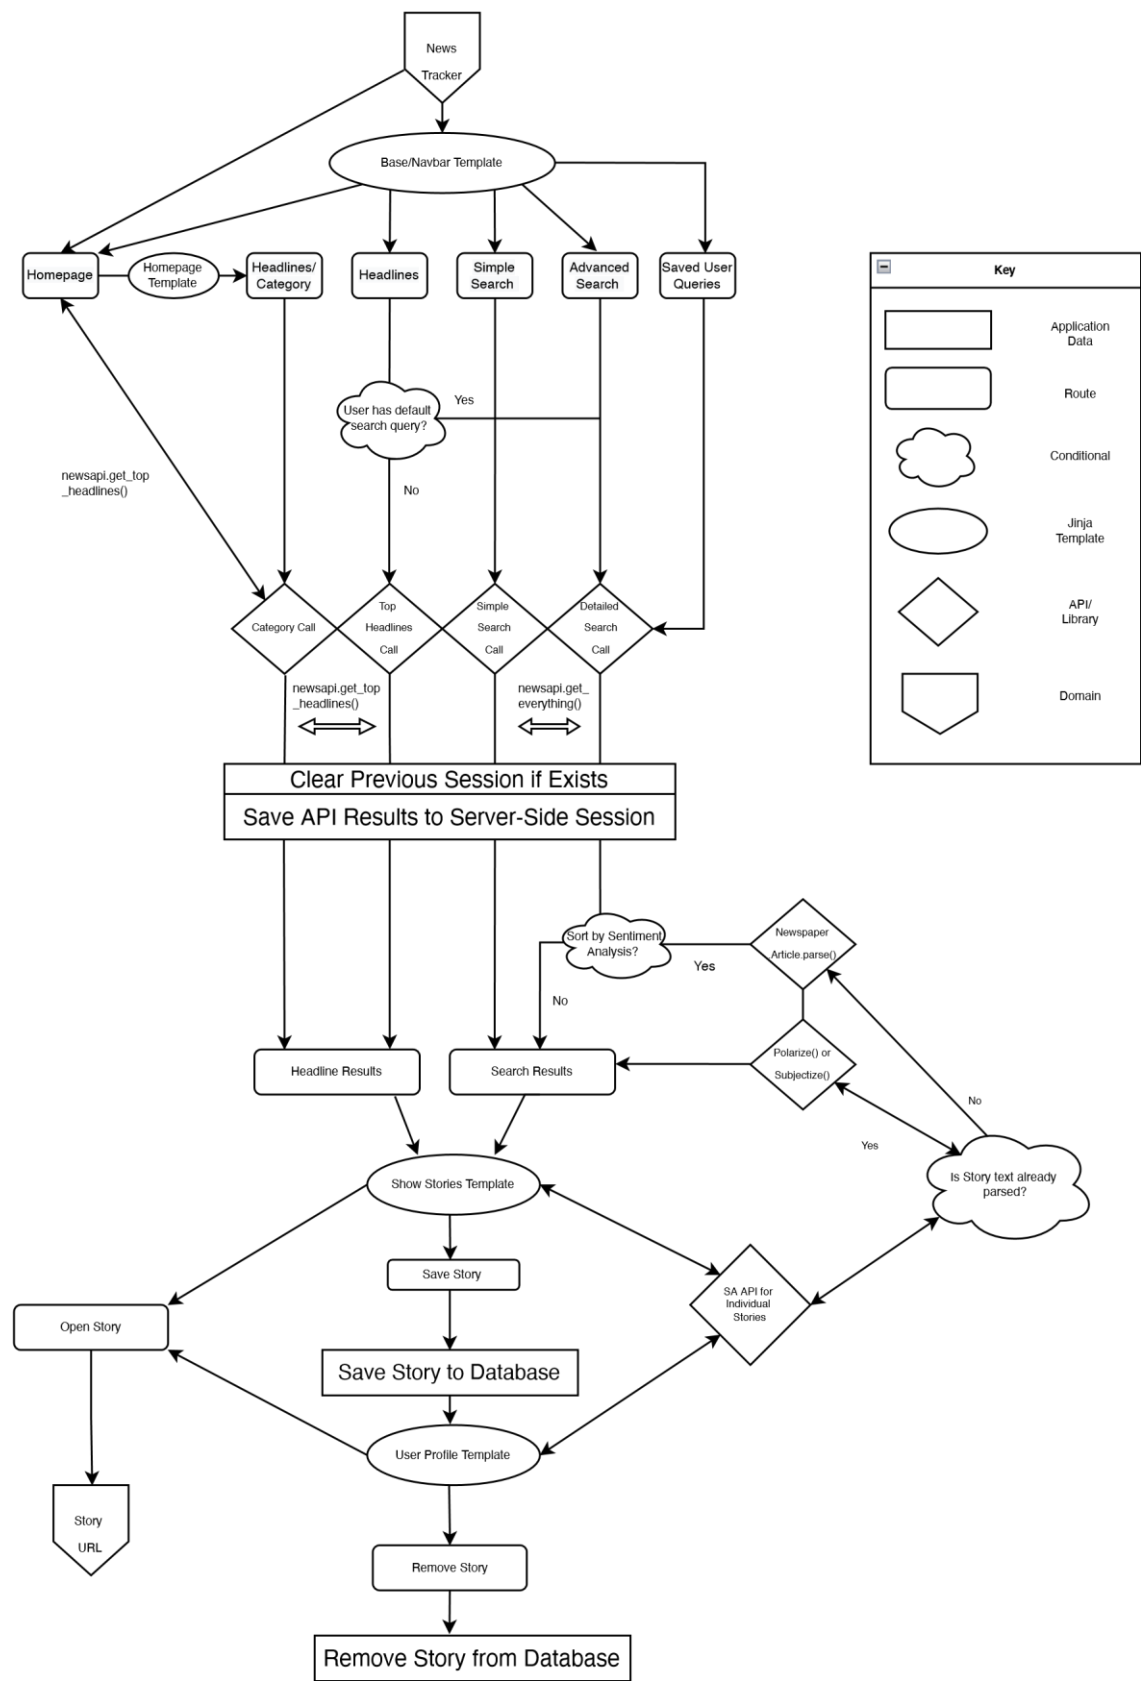 News
Tracker
Base/Navbar Template
Homepage
Homepage
Template
Headlines/
Category
Headlines
Simple
Search
Advanced
Search
Saved User
Queries
Key
Application
Data
Route
Conditional
Jinja
Template
API/
Library
Domain
User has default
search query?
Yes
No
newsapi.get_top
_headlines()
Category Call
Top
Headlines
Call
Simple
Search
Call
Detailed
Search
Call
newsapi.get_top
_headlines()
newsapi.get_
everything()
Clear Previous Session if Exists
Save API Results to Server-Side Session
Sort by Sentiment
Analysis?
Yes
No
Newspaper
Article.parse()
Polarize() or
Subjectize()
Headline Results
Search Results
No
Yes
Is Story text already
parsed?
Show Stories Template
Save Story
SA API for
Individual
Stories
Open Story
Save Story to Database
User Profile Template
Story
URL
Remove Story
Remove Story from Database